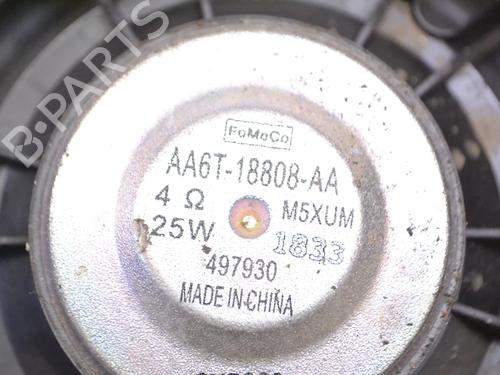 B-PARTS
FoMoCo
AA6T-18808-AA
4 Ω M5XUM
25W 1833
497930
MADE IN CHINA